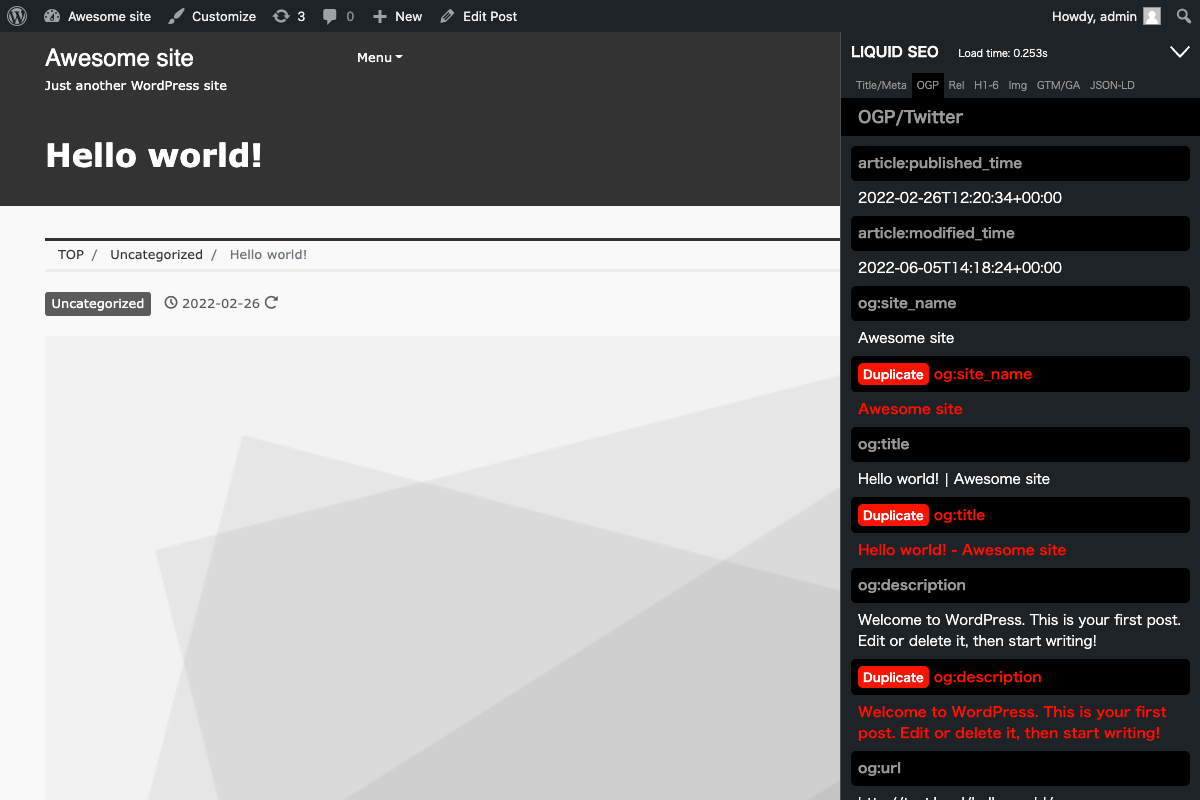 Awesome site Customize 3 0 New Edit Post Howdy, admin
Awesome site
Menu
Just another WordPress site
Hello world!
TOP / Uncategorized / Hello world!
Uncategorized 2022-02-26
LIQUID SEO Load time: 0.253s
Title/Meta OGP Rel H1-6 Img GTM/GA JSON-LD
OGP/Twitter
article:published_time
2022-02-26T12:20:34+00:00
article:modified_time
2022-06-05T14:18:24+00:00
og:site_name
Awesome site
Duplicate og:site_name
Awesome site
og:title
Hello world! | Awesome site
Duplicate og:title
Hello world! - Awesome site
og:description
Welcome to WordPress. This is your first post.
Edit or delete it, then start writing!
Duplicate og:description
Welcome to WordPress. This is your first
post. Edit or delete it, then start writing!
og:url